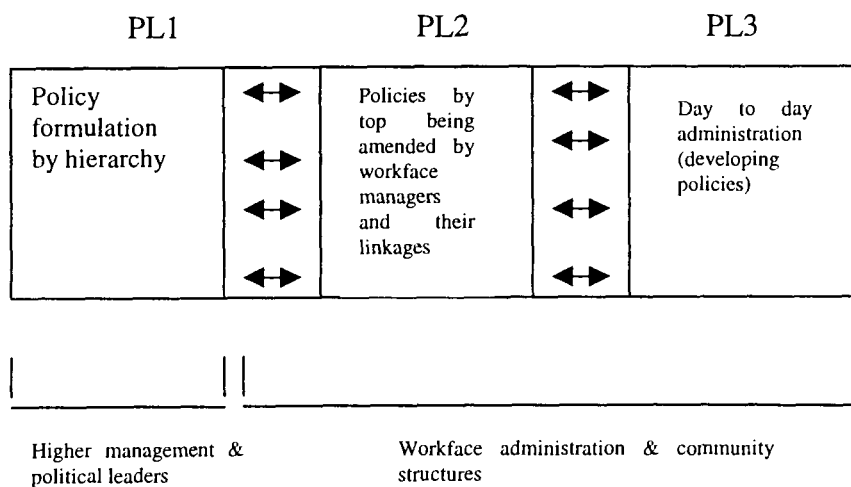 PL1
PL2
PL3
Policy
formulation
by hierarchy
Policies by
top being
amended by
workface
managers
and their
linkages
Day to day
administration
(developing
policies)
Higher management &
political leaders
Workface administration & community
structures